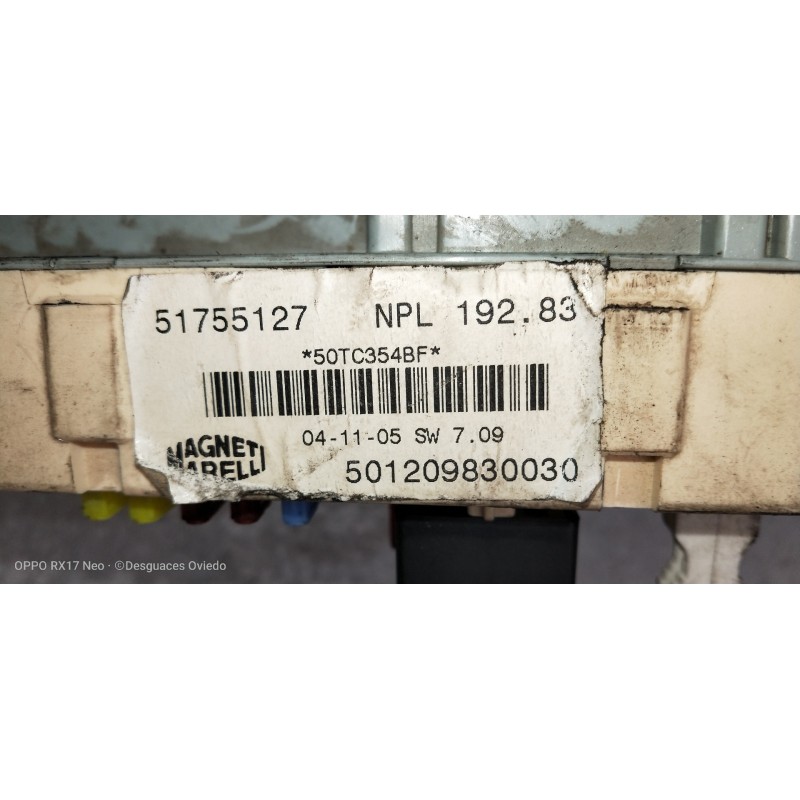 51755127 NPL 192.83
*50TC354BF*
04-11-05 SW 7.09
MAGNETI
MARELLI
501209830030
OPPO RX17 Neo · ©Desguaces Oviedo